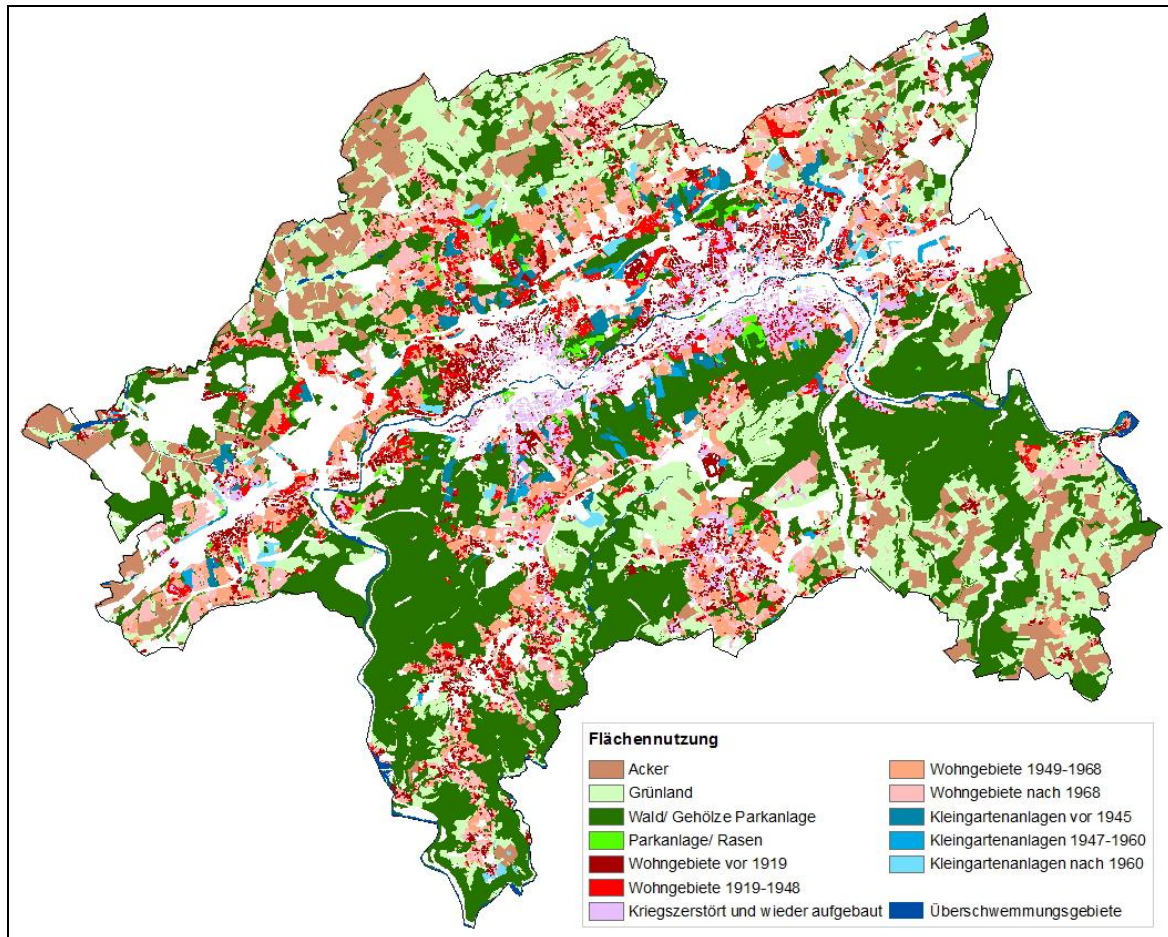 Flächennutzung
Acker
Grünland
Wald/ Gehölze Parkanlage
Parkanlage/ Rasen
Wohngebiete vor 1919
Wohngebiete 1919-1948
Kriegszerstört und wieder aufgebaut
Wohngebiete 1949-1968
Wohngebiete nach 1968
Kleingartenanlagen vor 1945
Kleingartenanlagen 1947-1960
Kleingartenanlagen nach 1960
Überschwemmungsgebiete